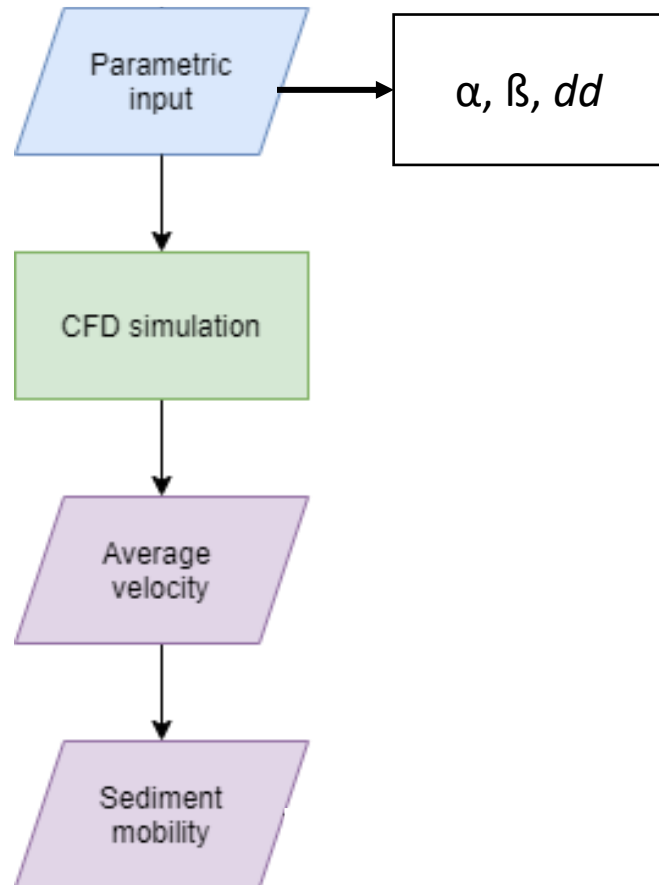 Parametric
input
α, ß, dd
CFD simulation
Average
velocity
Sediment
mobility